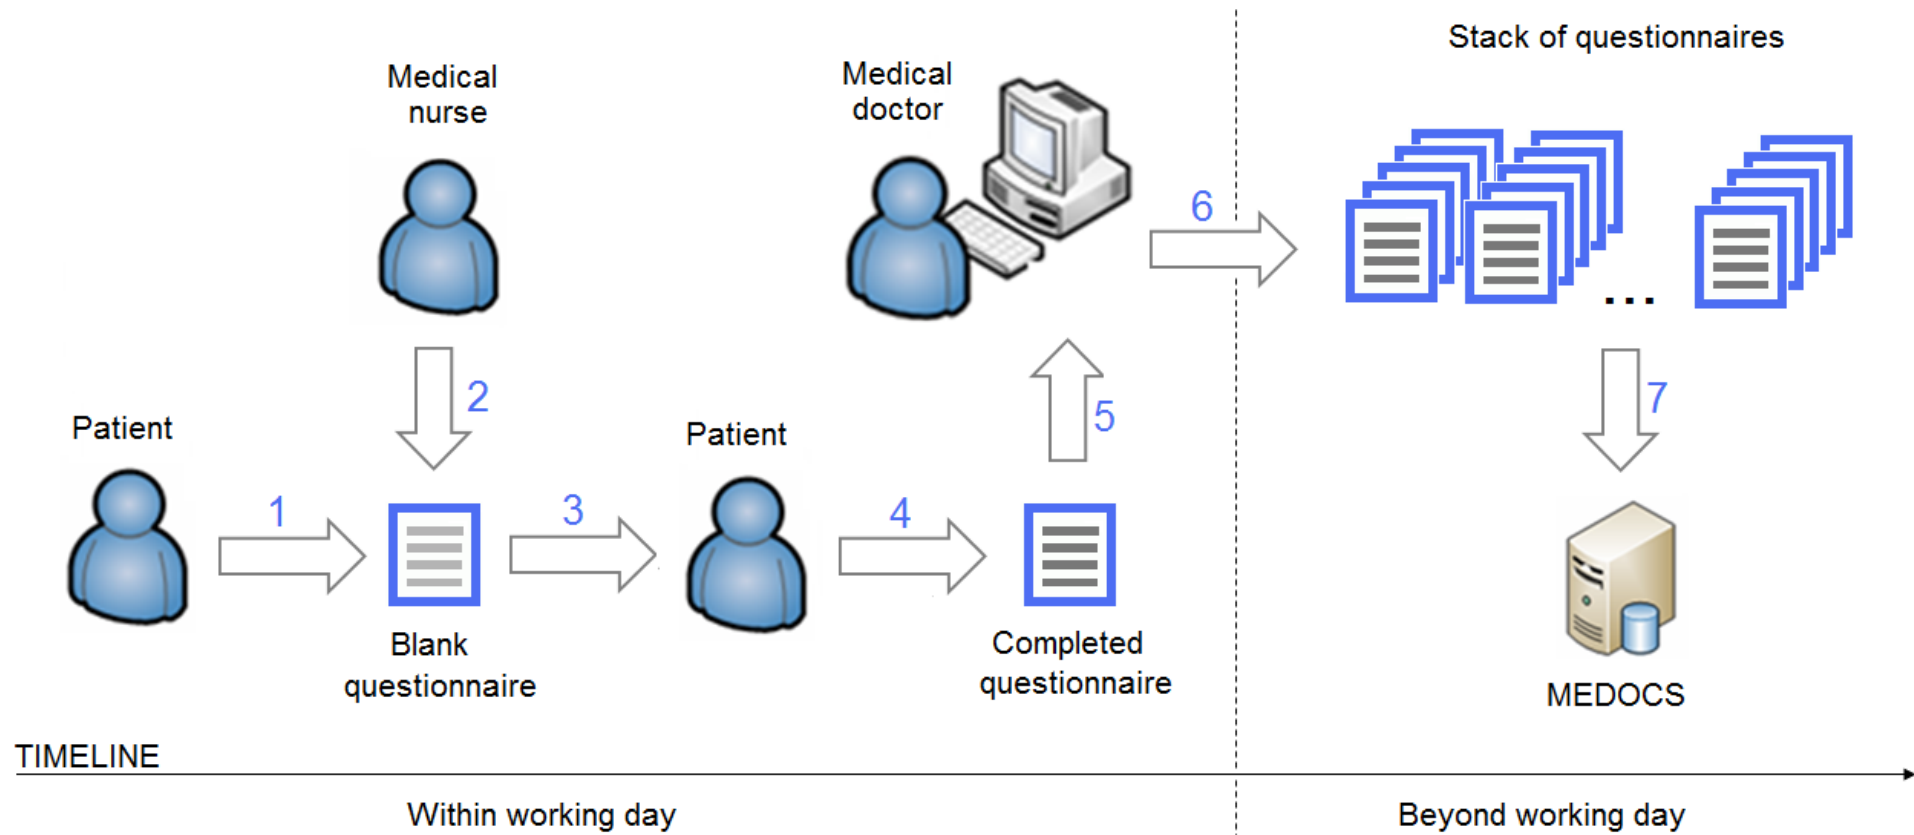 Stack of questionnaires
Medical
nurse
Medical
doctor
6
2
5
7
Patient
Patient
1
3
4
...
Blank
questionnaire
Completed
questionnaire
MEDOCS
TIMELINE
Within working day
Beyond working day